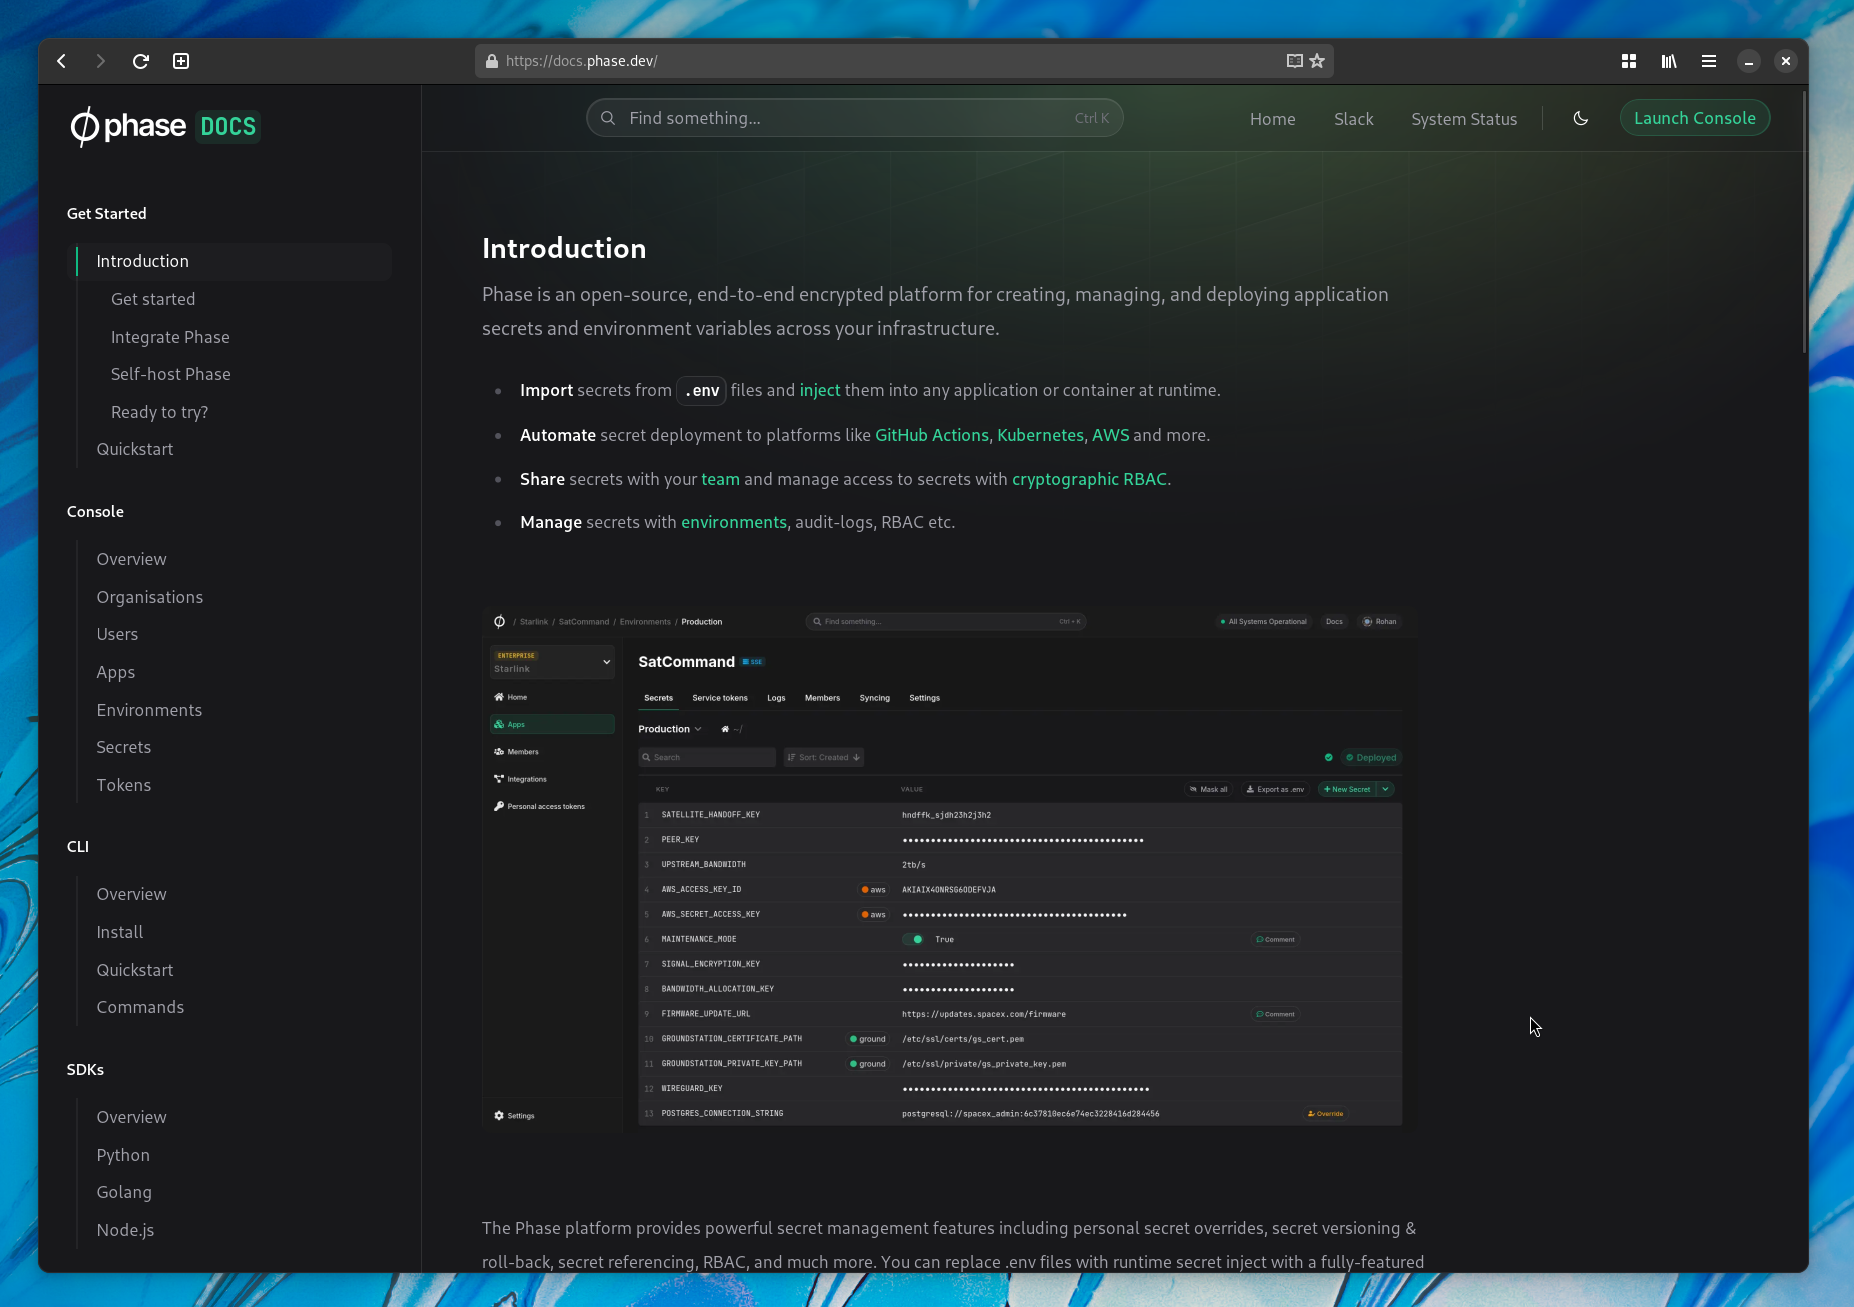 https://docs.phase.dev/
phase DOCS
Find something... Ctrl K
Home Slack System Status Launch Console
Get Started
Introduction
Get started
Integrate Phase
Self-host Phase
Ready to try?
Quickstart
Console
Overview
Organisations
Users
Apps
Environments
Secrets
Tokens
CLI
Overview
Install
Quickstart
Commands
SDKs
Overview
Python
Golang
Node.js
Introduction
Phase is an open-source, end-to-end encrypted platform for creating, managing, and deploying application
secrets and environment variables across your infrastructure.
Import secrets from .env files and inject them into any application or container at runtime.
Automate secret deployment to platforms like GitHub Actions, Kubernetes, AWS and more.
Share secrets with your team and manage access to secrets with cryptographic RBAC.
Manage secrets with environments, audit-logs, RBAC etc.
/ Starlink / SatCommand / Environments / Production
Find something... Ctrl + K
All Systems Operational Docs Rohan
ENTERPRISE
Starlink
Home
Apps
Members
Integrations
Personal access tokens
Settings
SatCommand SSE
Secrets Service tokens Logs Members Syncing Settings
Production ~/
Search Sort: Created Deployed
KEY VALUE Mask all Export as .env + New Secret
1 SATELLITE_HANDOFF_KEY hndffk_sjdh23h2j3h2
2 PEER_KEY
3 UPSTREAM_BANDWIDTH 2tb/s
4 AWS_ACCESS_KEY_ID aws AKIAIX4ONRSG6ODEFVJA
5 AWS_SECRET_ACCESS_KEY aws
6 MAINTENANCE_MODE True Comment
7 SIGNAL_ENCRYPTION_KEY
8 BANDWIDTH_ALLOCATION_KEY
9 FIRMWARE_UPDATE_URL https://updates.spacex.com/firmware Comment
10 GROUNDSTATION_CERTIFICATE_PATH ground /etc/ssl/certs/gs_cert.pem
11 GROUNDSTATION_PRIVATE_KEY_PATH ground /etc/ssl/private/gs_private_key.pem
12 WIREGUARD_KEY
13 POSTGRES_CONNECTION_STRING postgresql://spacex_admin:6c37810ec6e74ec3228416d284456 Override
The Phase platform provides powerful secret management features including personal secret overrides, secret versioning &
roll-back, secret referencing, RBAC, and much more. You can replace .env files with runtime secret inject with a fully-featured